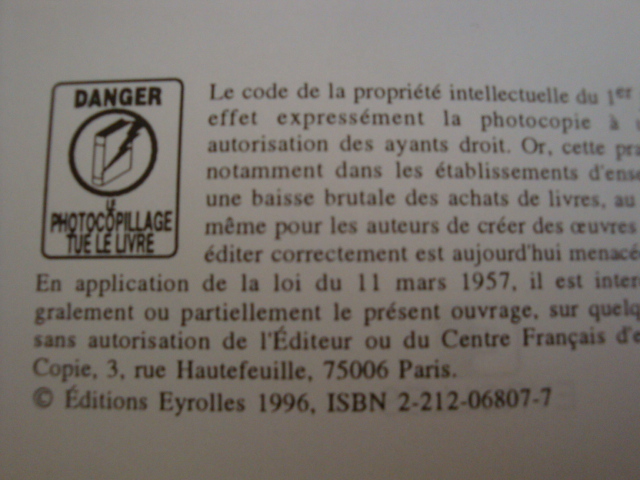 DANGER
LE
PHOTOCOPILLAGE
TUE LE LIVRE
Le code de la propriété intellectuelle du 1er
effet expressément la photocopie à
autorisation des ayants droit. Or, cette
notamment dans les établissements
une baisse brutale des achats de livres, au
même pour les auteurs de créer des œuvres
éditer correctement est aujourd'hui
En application de la loi du 11 mars 1957, il est
gralement ou partiellement le présent ouvrage, sur
sans autorisation de l'Éditeur ou du Centre Français
Copie, 3, rue Hautefeuille, 75006 Paris.
© Éditions Eyrolles 1996, ISBN 2-212-06807-7